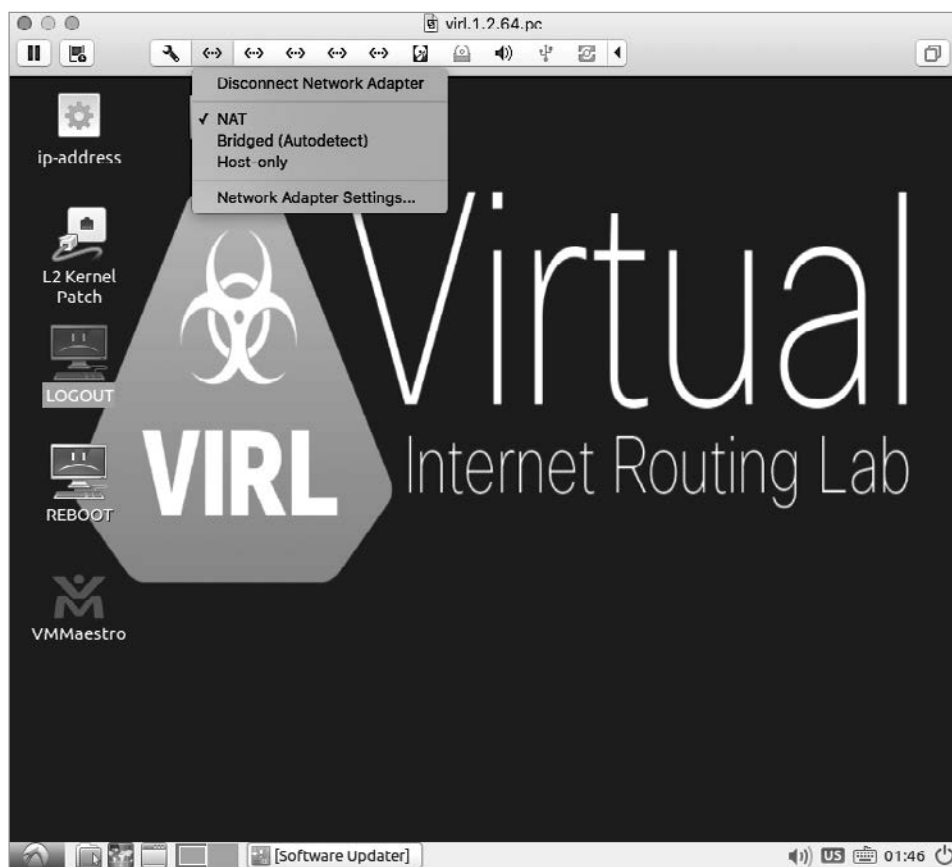 virl.1.2.64.pc
Disconnect Network Adapter
NAT
Bridged (Autodetect)
Host-only
Network Adapter Settings...
ip-address
L2 Kernel
Patch
LOGOUT
REBOOT
VMMaestro
VIRL
Virtual
Internet Routing Lab
[Software Updater]
US
01:46